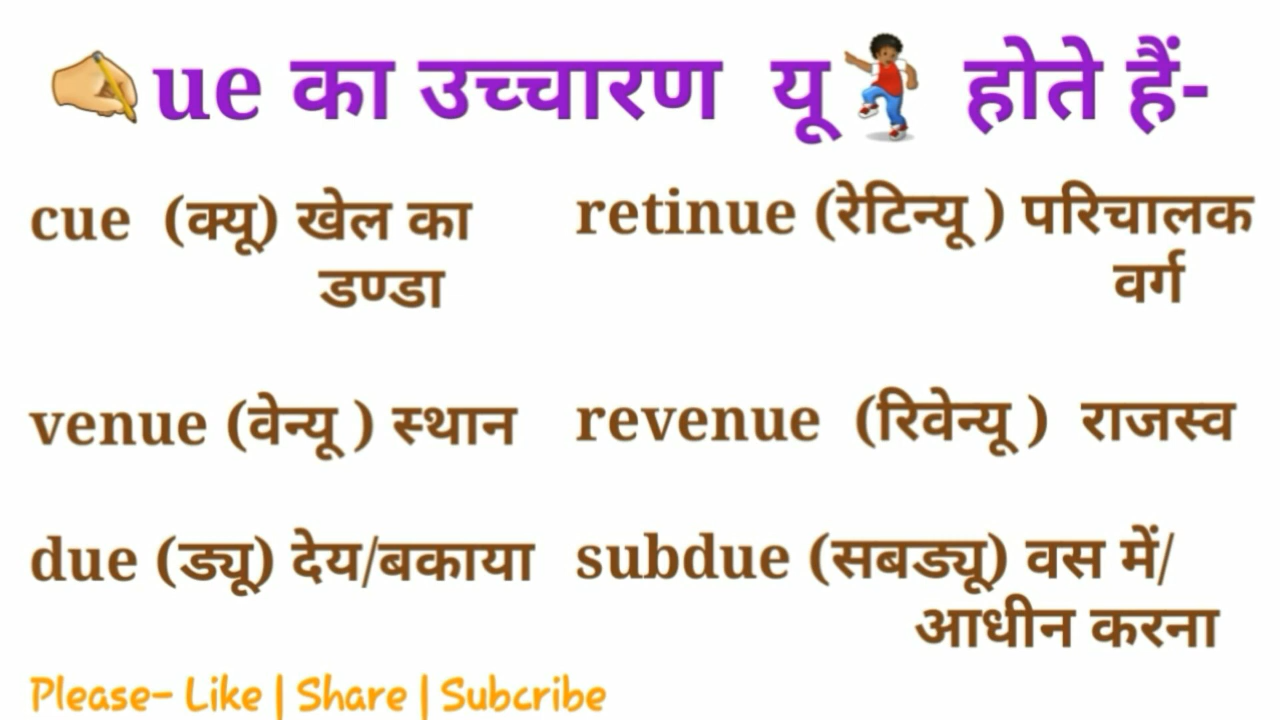 ue का उच्चारण यू होते हैं-
cue (क्यू) खेल का
डण्डा
retinue (रेटिन्यू ) परिचालक
वर्ग
venue (वेन्यू ) स्थान
revenue (रिवेन्यू ) राजस्व
due (ड्यू) देय/बकाया
subdue (सबड्यू) वस में/
आधीन करना
Please- Like | Share | Subcribe